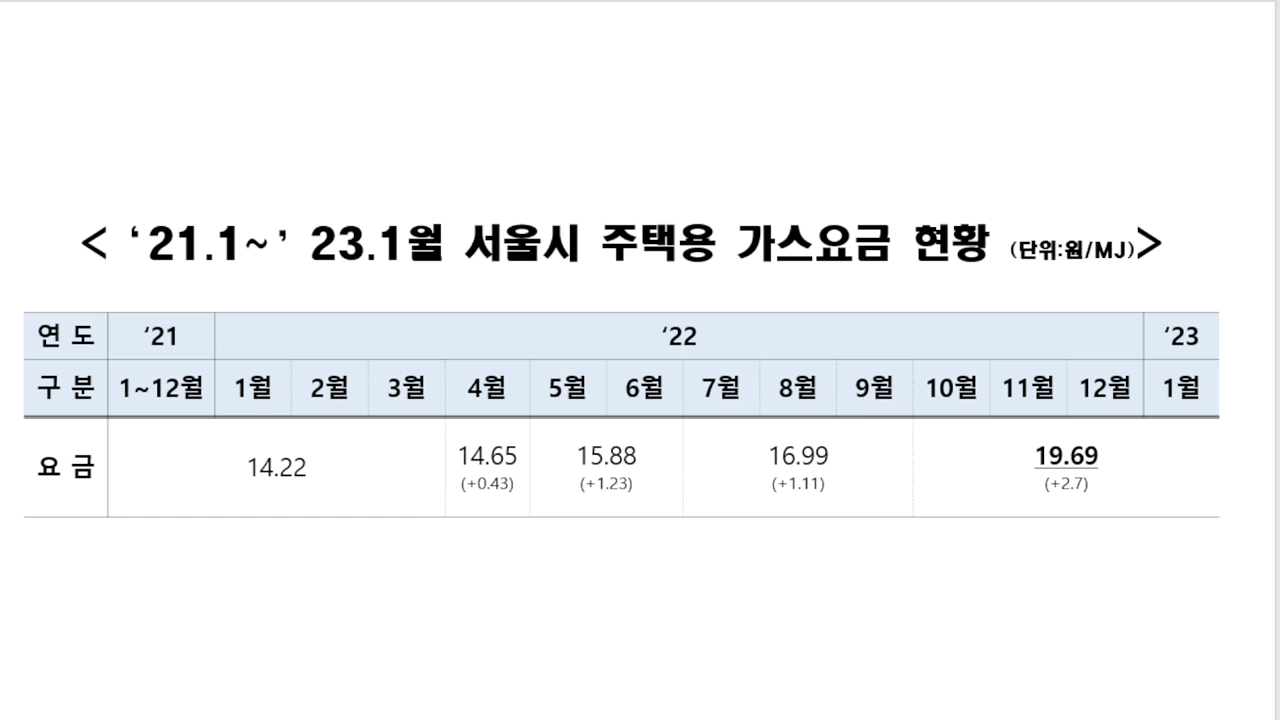 < ‘21.1~’ 23.1월 서울시 주택용 가스요금 현황 (단위:원/MJ)>
연 도 ‘21 ‘22 ‘23
구 분 1~12월 1월 2월 3월 4월 5월 6월 7월 8월 9월 10월 11월 12월 1월
요 금 14.22 14.65 15.88 16.99 19.69
(+0.43) (+1.23) (+1.11) (+2.7)